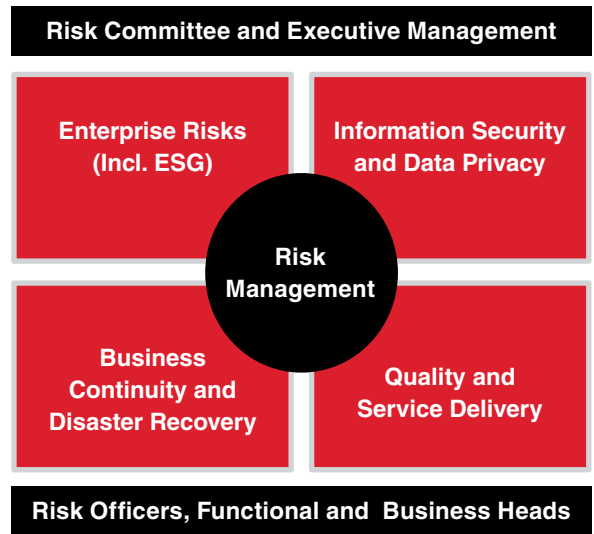 Risk Committee and Executive Management
Enterprise Risks
(Incl. ESG)
Information Security
and Data Privacy
Risk
Management
Business
Continuity and
Disaster Recovery
Quality and
Service Delivery
Risk Officers, Functional and Business Heads